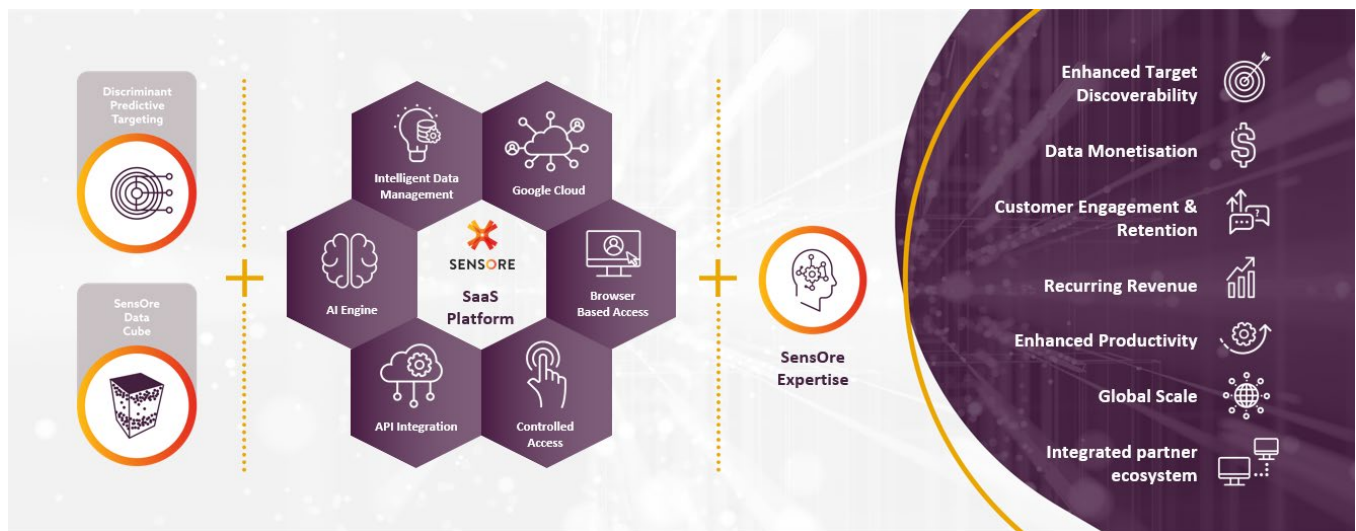 Discriminant
Predictive
Targeting
SensOre
Data
Cube
Intelligent Data
Management
Google Cloud
AI Engine
SENSORE
SaaS
Platform
Browser
Based Access
API Integration
Controlled
Access
SensOre
Expertise
Enhanced Target
Discoverability
Data Monetisation
Customer Engagement &
Retention
Recurring Revenue
Enhanced Productivity
Global Scale
Integrated partner
ecosystem